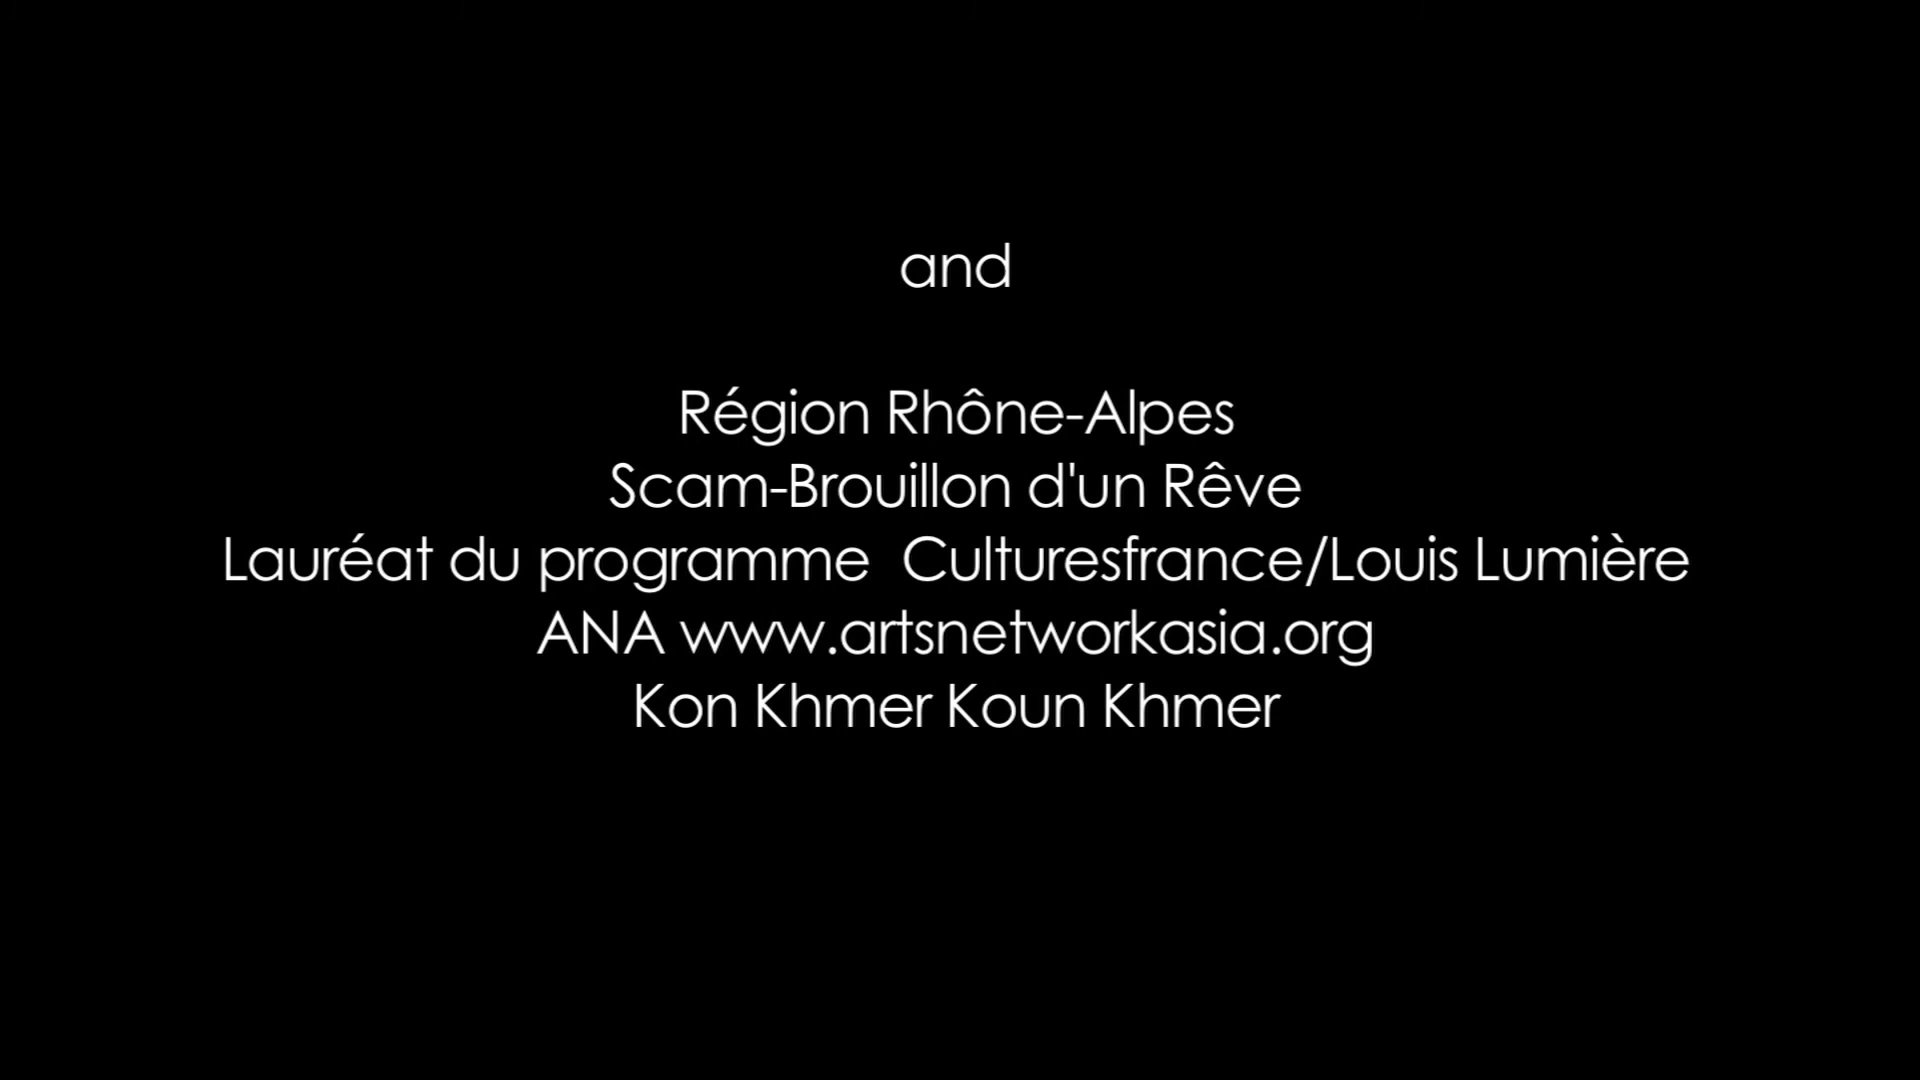 and
Région Rhône-Alpes
Scam-Brouillon d'un Rêve
Lauréat du programme  Culturesfrance/Louis Lumière
ANA www.artsnetworkasia.org
Kon Khmer Koun Khmer